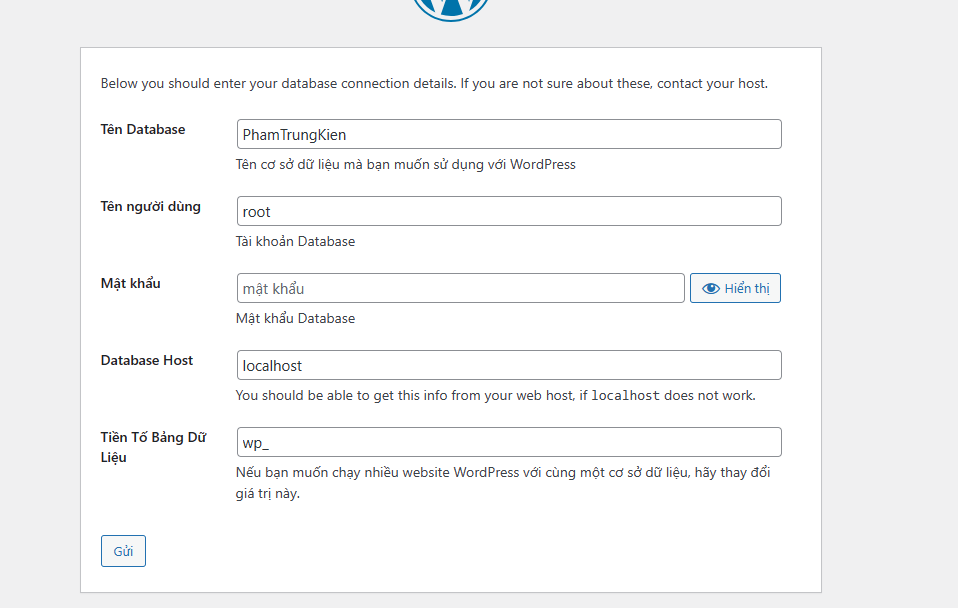 Below you should enter your database connection details. If you are not sure about these, contact your host.
Tên Database
PhamTrungKien
Tên cơ sở dữ liệu mà bạn muốn sử dụng với WordPress
Tên người dùng
root
Tài khoản Database
Mật khẩu
mật khẩu
Hiển thị
Mật khẩu Database
Database Host
localhost
You should be able to get this info from your web host, if localhost does not work.
Tiền Tố Bảng Dữ
Liệu
wp_
Nếu bạn muốn chạy nhiều website WordPress với cùng một cơ sở dữ liệu, hãy thay đổi
giá trị này.
Gửi